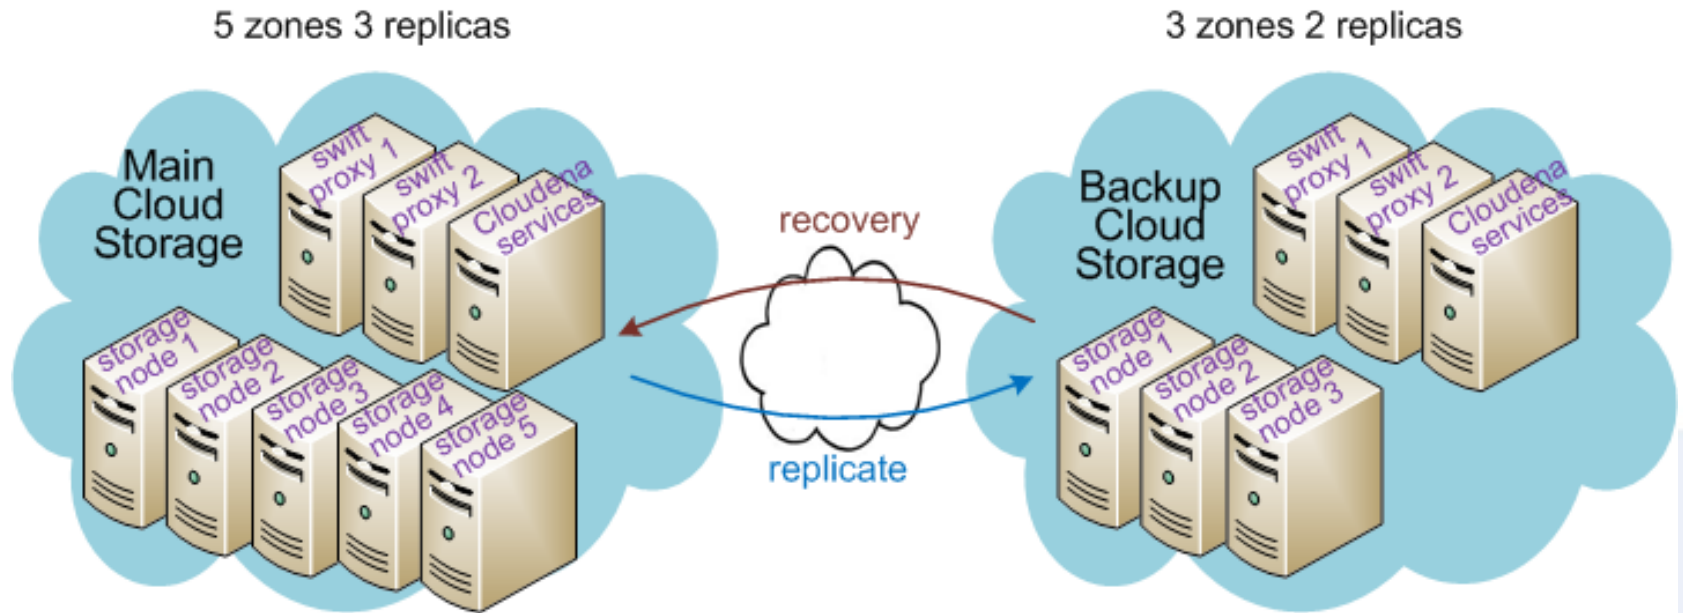 5 zones 3 replicas
Main
Cloud
Storage
swift
proxy 1
swift
proxy 2
Cloudena
services
storage
node 1
storage
node 2
storage
node 3
storage
node 4
storage
node 5
recovery
replicate
3 zones 2 replicas
Backup
Cloud
Storage
swift
proxy 1
swift
proxy 2
Cloudena
services
storage
node 1
storage
node 2
storage
node 3